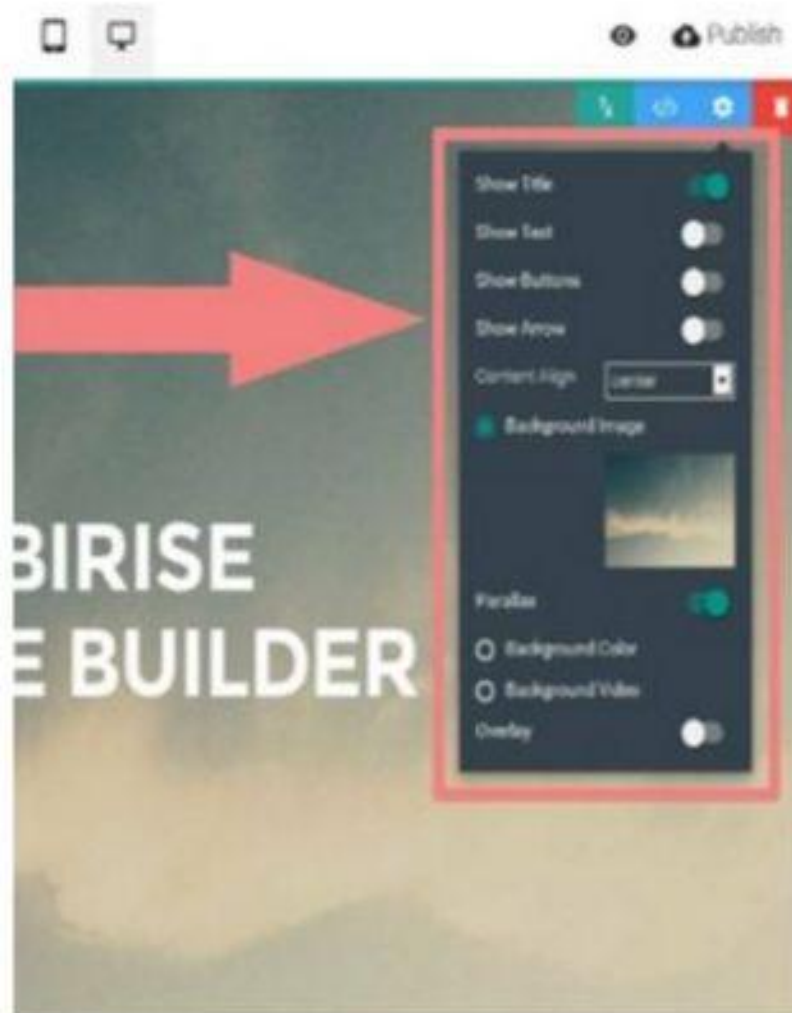 Publish
Show Title
Show Text
Show Buttons
Show Arrow
Content Align center
Background Image
BIRISE
E BUILDER
Parallax
Background Color
Background Video
Overlay